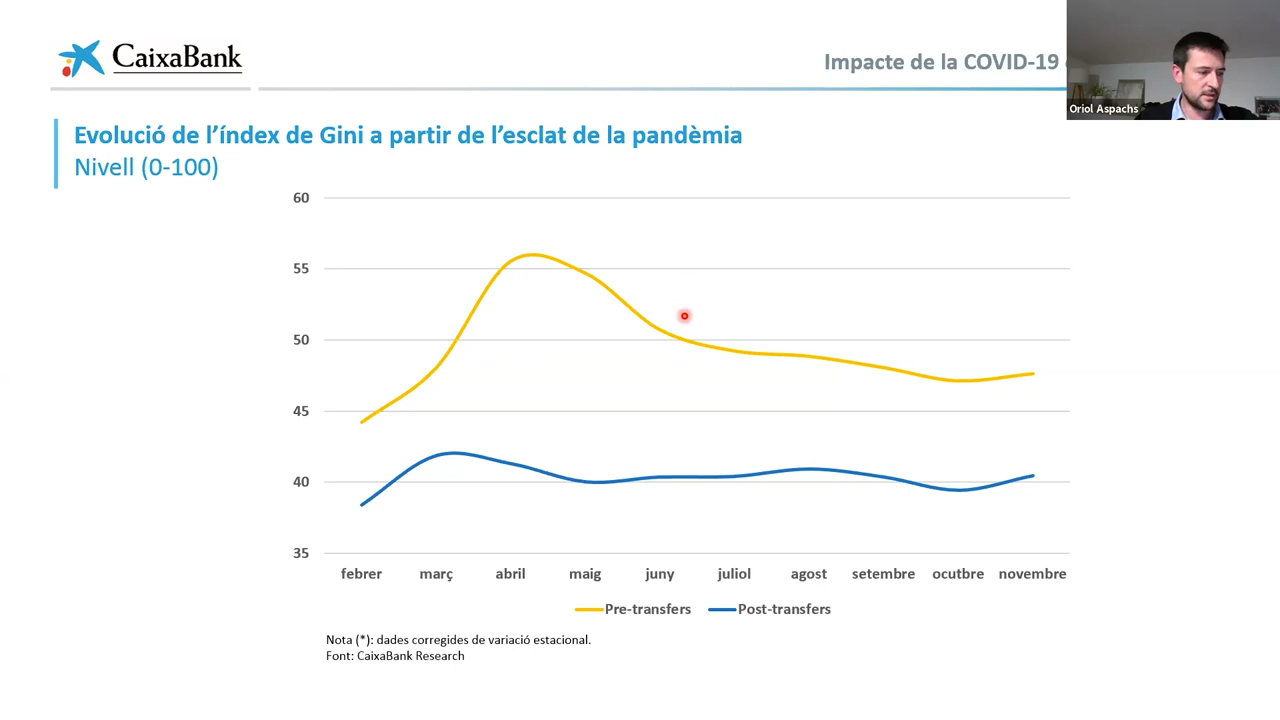 CaixaBank
Impacte de la COVID-19
Oriol Aspachs
Evolució de l’índex de Gini a partir de l’esclat de la pandèmia
Nivell (0-100)
60
55
50
45
40
35
febrer març abril maig juny juliol agost setembre ocutbre novembre
Pre-transfers Post-transfers
Nota (*): dades corregides de variació estacional.
Font: CaixaBank Research